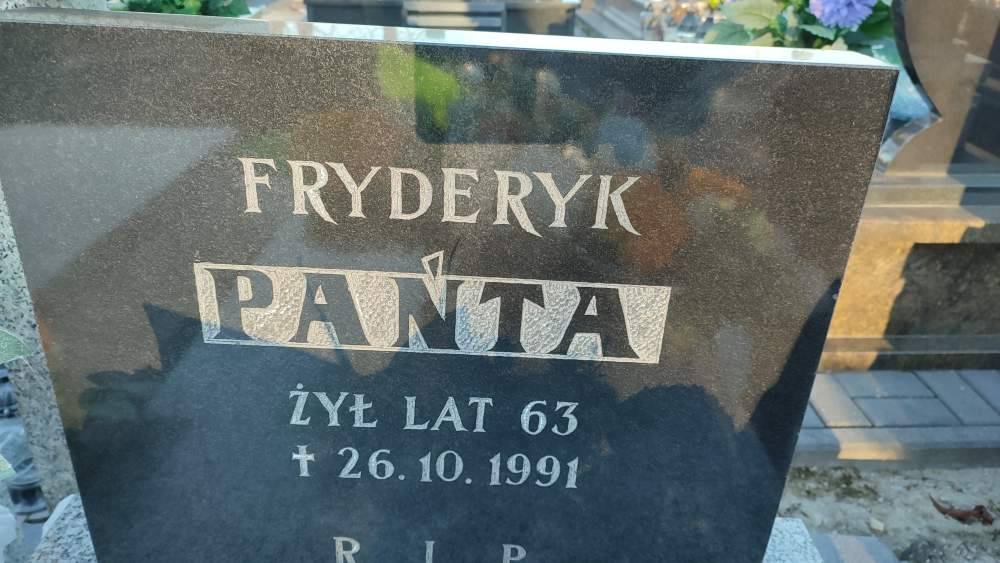 FRYDERYK
PAŃTA
ŻYŁ LAT 63
† 26.10.1991
R I P